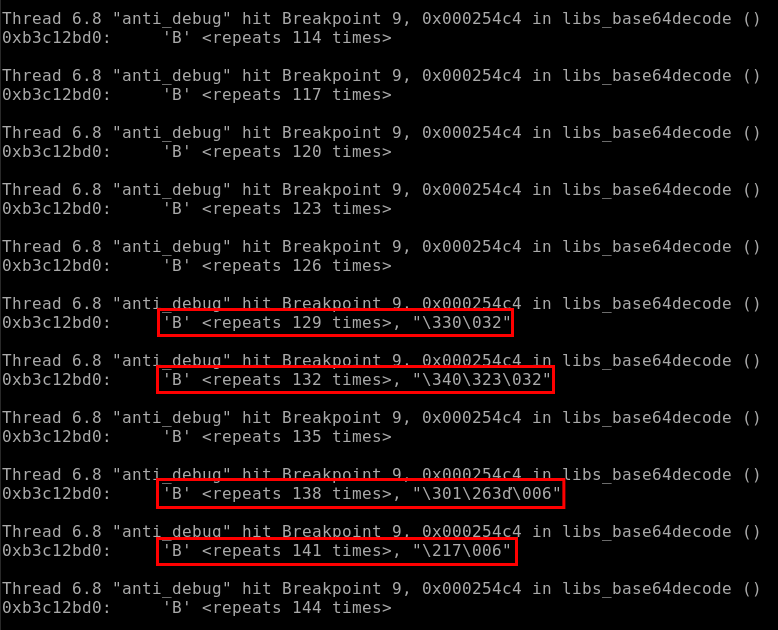 Thread 6.8 "anti_debug" hit Breakpoint 9, 0x000254c4 in libs_base64decode ()
0xb3c12bd0: 'B' <repeats 114 times>
Thread 6.8 "anti_debug" hit Breakpoint 9, 0x000254c4 in libs_base64decode ()
0xb3c12bd0: 'B' <repeats 117 times>
Thread 6.8 "anti_debug" hit Breakpoint 9, 0x000254c4 in libs_base64decode ()
0xb3c12bd0: 'B' <repeats 120 times>
Thread 6.8 "anti_debug" hit Breakpoint 9, 0x000254c4 in libs_base64decode ()
0xb3c12bd0: 'B' <repeats 123 times>
Thread 6.8 "anti_debug" hit Breakpoint 9, 0x000254c4 in libs_base64decode ()
0xb3c12bd0: 'B' <repeats 126 times>
Thread 6.8 "anti_debug" hit Breakpoint 9, 0x000254c4 in libs_base64decode ()
0xb3c12bd0: 'B' <repeats 129 times>, "\330\032"
Thread 6.8 "anti_debug" hit Breakpoint 9, 0x000254c4 in libs_base64decode ()
0xb3c12bd0: 'B' <repeats 132 times>, "\340\323\032"
Thread 6.8 "anti_debug" hit Breakpoint 9, 0x000254c4 in libs_base64decode ()
0xb3c12bd0: 'B' <repeats 135 times>
Thread 6.8 "anti_debug" hit Breakpoint 9, 0x000254c4 in libs_base64decode ()
0xb3c12bd0: 'B' <repeats 138 times>, "\301\263ɗ\006"
Thread 6.8 "anti_debug" hit Breakpoint 9, 0x000254c4 in libs_base64decode ()
0xb3c12bd0: 'B' <repeats 141 times>, "\217\006"
Thread 6.8 "anti_debug" hit Breakpoint 9, 0x000254c4 in libs_base64decode ()
0xb3c12bd0: 'B' <repeats 144 times>